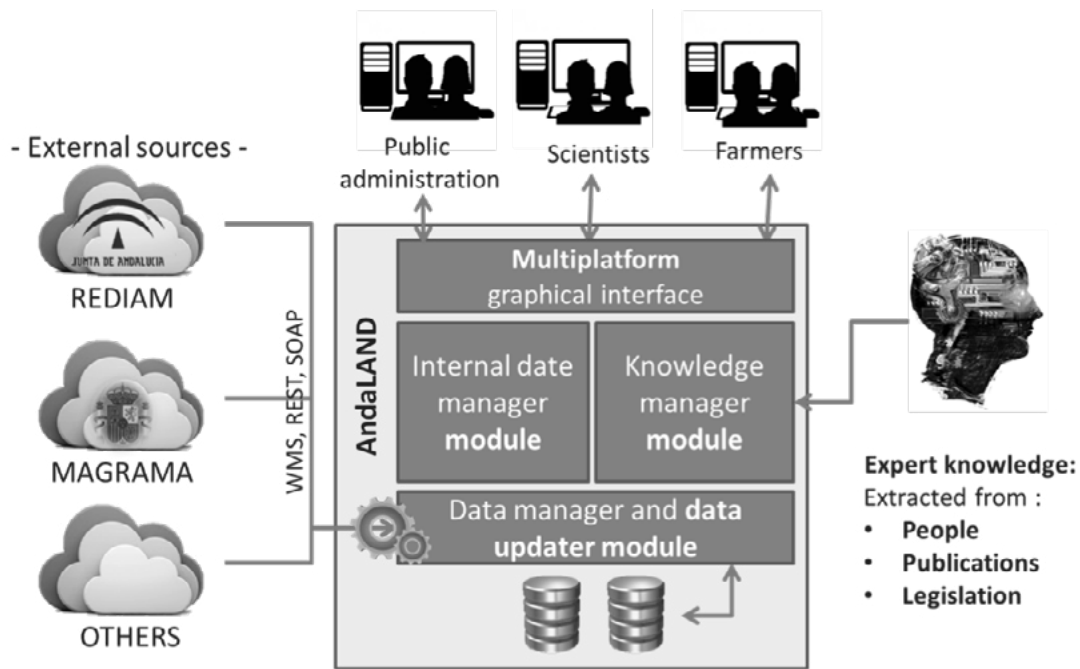 Public
administration
Scientists
Farmers
- External sources -
JUNTA DE ANDALUCIA
REDIAM
MAGRAMA
OTHERS
WMS, REST, SOAP
AndaLAND
Multiplatform
graphical interface
Internal date
manager
module
Knowledge
manager
module
Data manager and data
updater module
Expert knowledge:
Extracted from :
• People
• Publications
• Legislation